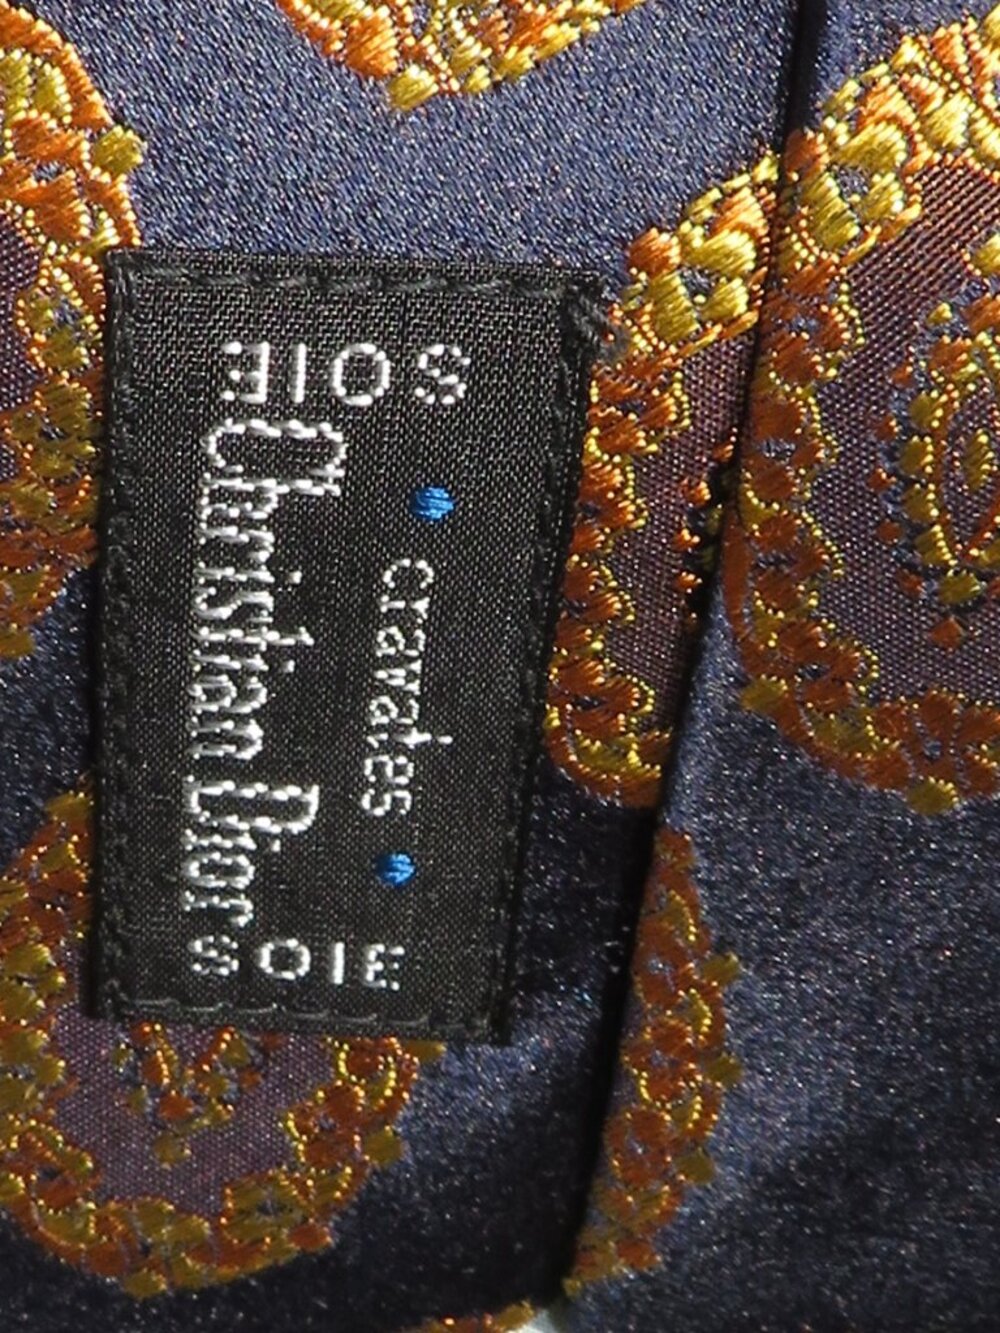 SOIE
Christian Dior
• cravates •
SOIE